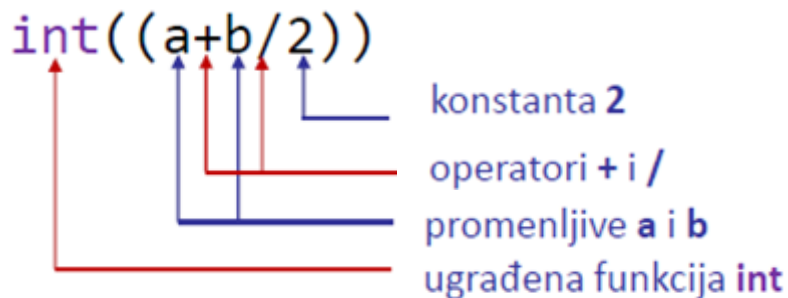 int((a+b/2))
konstanta 2
operatori + i /
promenljive a i b
ugrađena funkcija int